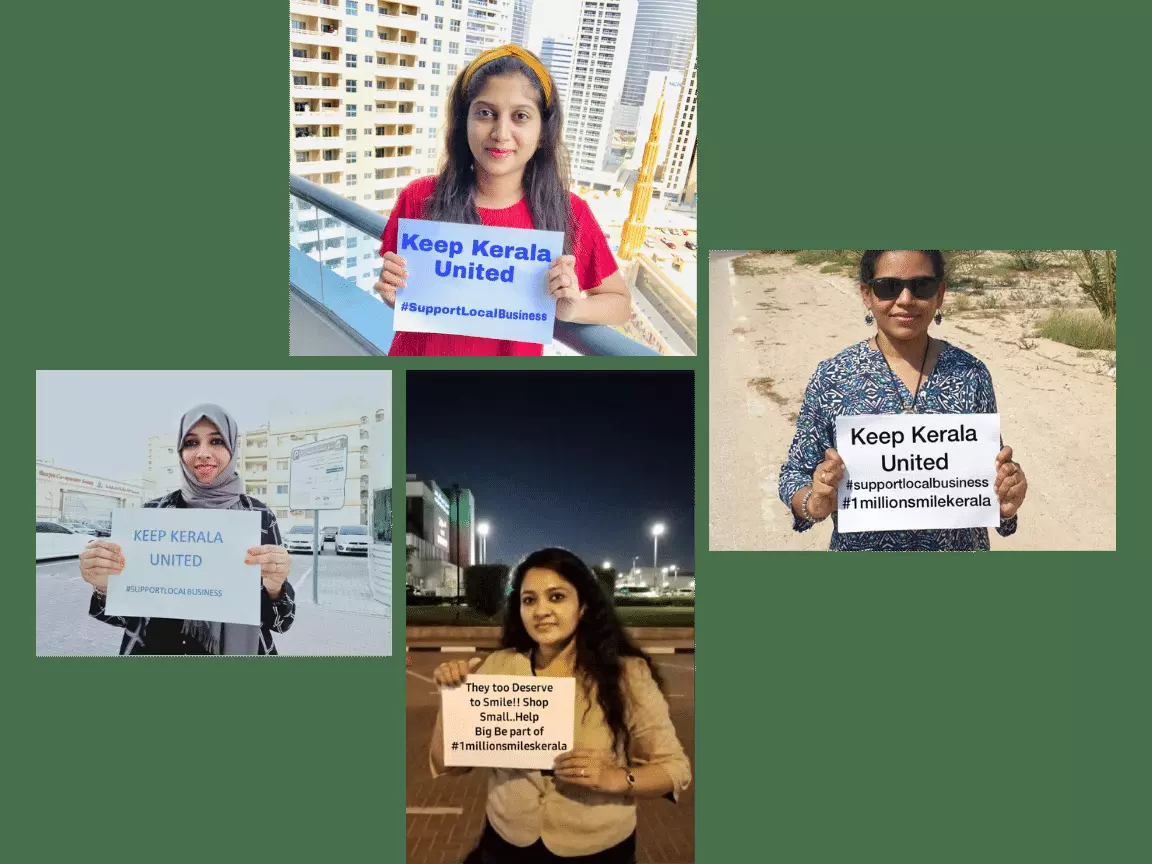 Keep Kerala
United
#SupportLocalBusiness
Keep Kerala
United
#supportlocalbusiness
#1millionsmilekerala
KEEP KERALA
UNITED
#SUPPORTLOCALBUSINESS
They too Deserve
to Smile!! Shop
Small..Help
Big Be part of
#1millionsmileskerala